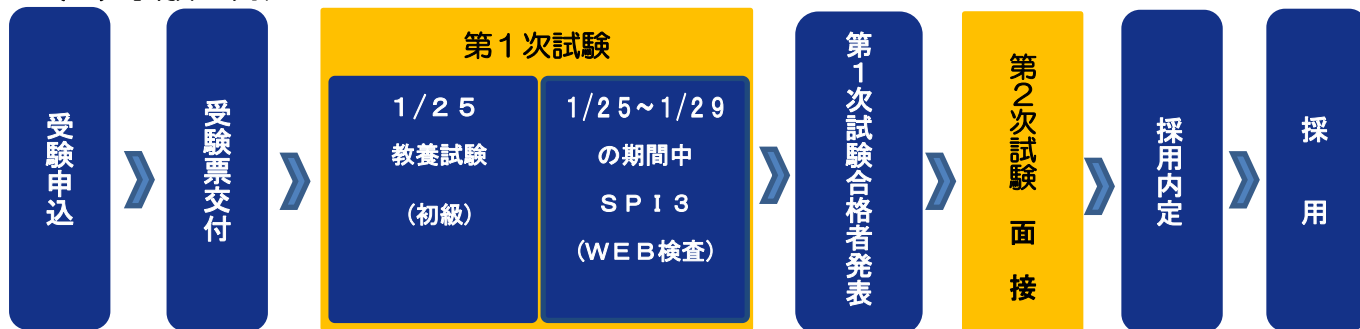 受験申込
受験票交付
第１次試験
１/２５
教養試験
（初級）
1/25～1/29
の期間中
ＳＰＩ３
（ＷＥＢ検査）
第１次試験合格者発表
第２次試験　面　接
採用内定
採　用